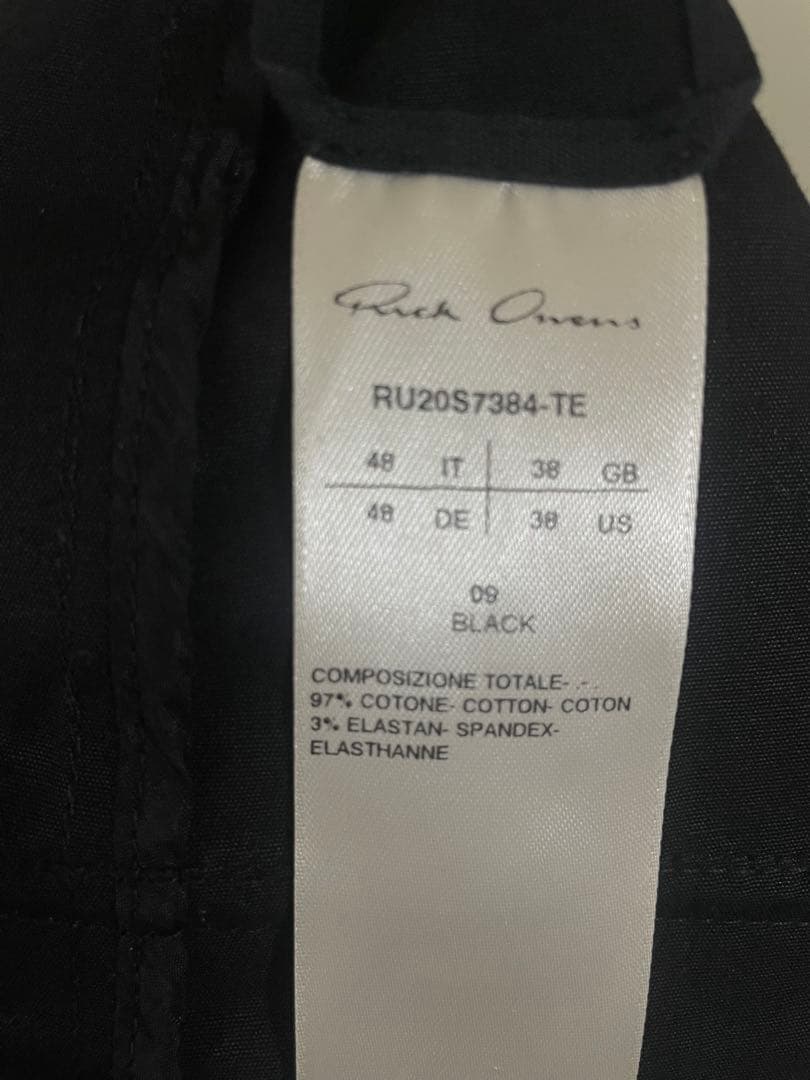 Rick Owens
RU20S7384-TE
48 IT 38 GB
48 DE 38 US
09
BLACK
COMPOSIZIONE TOTALE- .-.
97% COTONE- COTTON- COTON
3% ELASTAN- SPANDEX-
ELASTHANNE